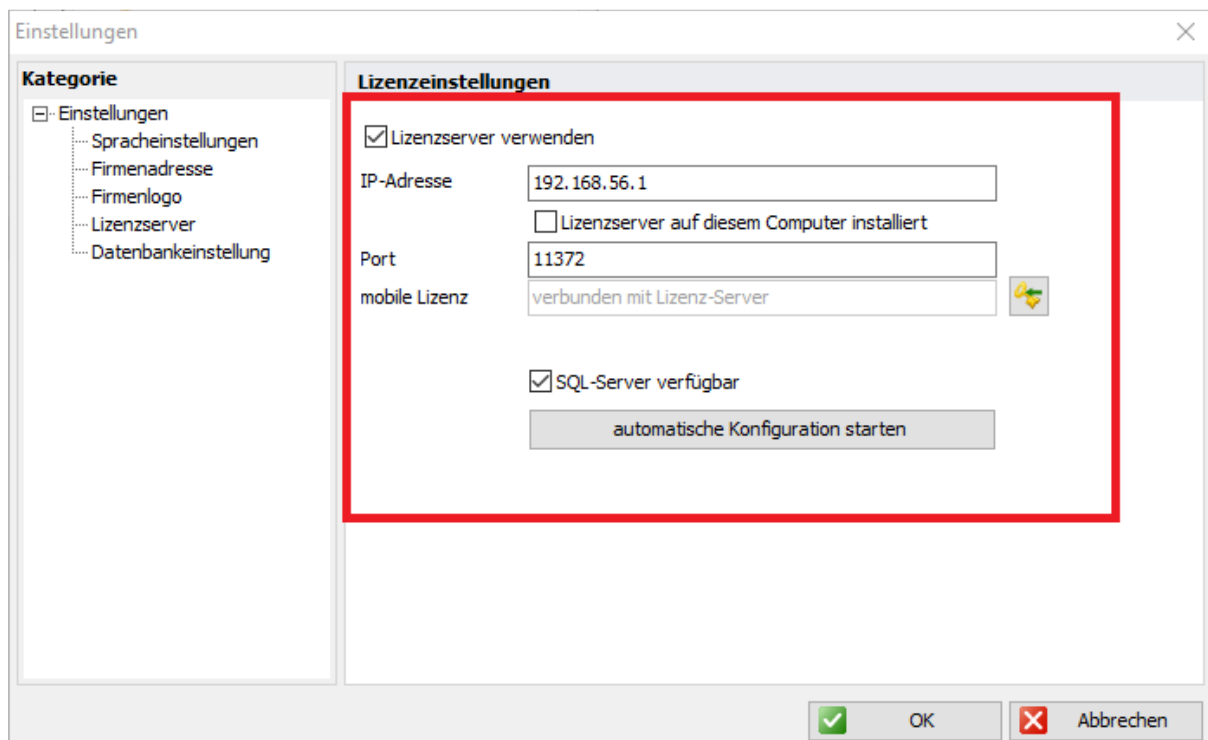 Einstellungen
Kategorie
Einstellungen
Spracheinstellungen
Firmenadresse
Firmenlogo
Lizenzserver
Datenbankeinstellung
Lizenzeinstellungen
Lizenzserver verwenden
IP-Adresse 192.168.56.1
Lizenzserver auf diesem Computer installiert
Port 11372
mobile Lizenz verbunden mit Lizenz-Server
SQL-Server verfügbar
automatische Konfiguration starten
OK Abbrechen